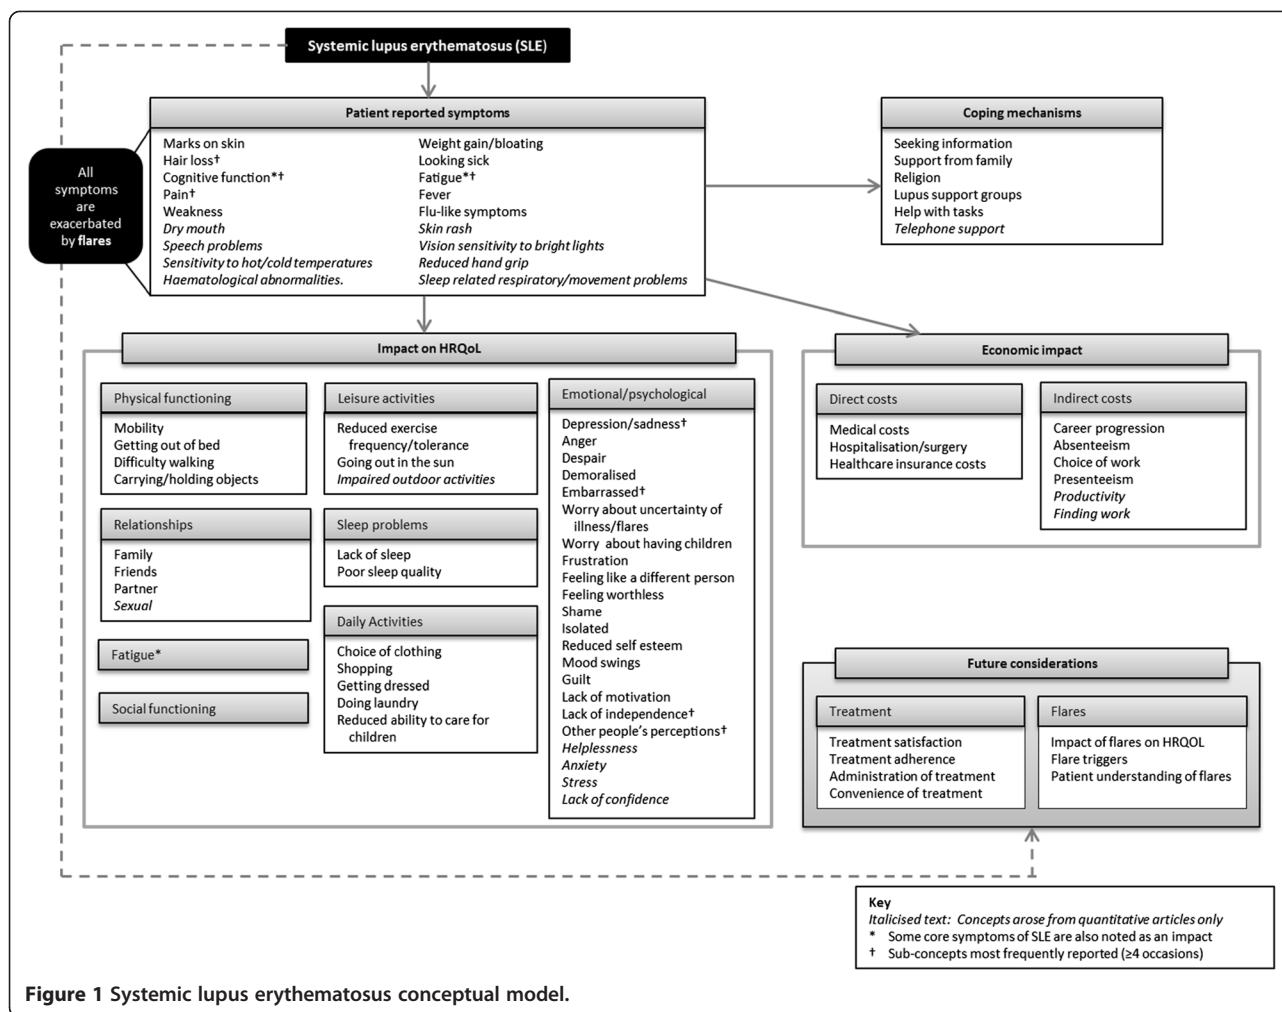 Systemic lupus erythematosus (SLE)
All
symptoms
are
exacerbated
by flares
Patient reported symptoms
Marks on skin
Hair loss†
Cognitive function*†
Pain†
Weakness
Dry mouth
Speech problems
Sensitivity to hot/cold temperatures
Haematological abnormalities.
Weight gain/bloating
Looking sick
Fatigue*†
Fever
Flu-like symptoms
Skin rash
Vision sensitivity to bright lights
Reduced hand grip
Sleep related respiratory/movement problems
Coping mechanisms
Seeking information
Support from family
Religion
Lupus support groups
Help with tasks
Telephone support
Impact on HRQoL
Physical functioning
Mobility
Getting out of bed
Difficulty walking
Carrying/holding objects
Relationships
Family
Friends
Partner
Sexual
Fatigue*
Social functioning
Leisure activities
Reduced exercise
frequency/tolerance
Going out in the sun
Impaired outdoor activities
Sleep problems
Lack of sleep
Poor sleep quality
Daily Activities
Choice of clothing
Shopping
Getting dressed
Doing laundry
Reduced ability to care for
children
Emotional/psychological
Depression/sadness†
Anger
Despair
Demoralised
Embarrassed†
Worry about uncertainty of
illness/flares
Worry about having children
Frustration
Feeling like a different person
Feeling worthless
Shame
Isolated
Reduced self esteem
Mood swings
Guilt
Lack of motivation
Lack of independence†
Other people's perceptions†
Helplessness
Anxiety
Stress
Lack of confidence
Economic impact
Direct costs
Medical costs
Hospitalisation/surgery
Healthcare insurance costs
Indirect costs
Career progression
Absenteeism
Choice of work
Presenteeism
Productivity
Finding work
Future considerations
Treatment
Treatment satisfaction
Treatment adherence
Administration of treatment
Convenience of treatment
Flares
Impact of flares on HRQOL
Flare triggers
Patient understanding of flares
Key
Italicised text: Concepts arose from quantitative articles only
* Some core symptoms of SLE are also noted as an impact
† Sub-concepts most frequently reported (≥4 occasions)
Figure 1 Systemic lupus erythematosus conceptual model.